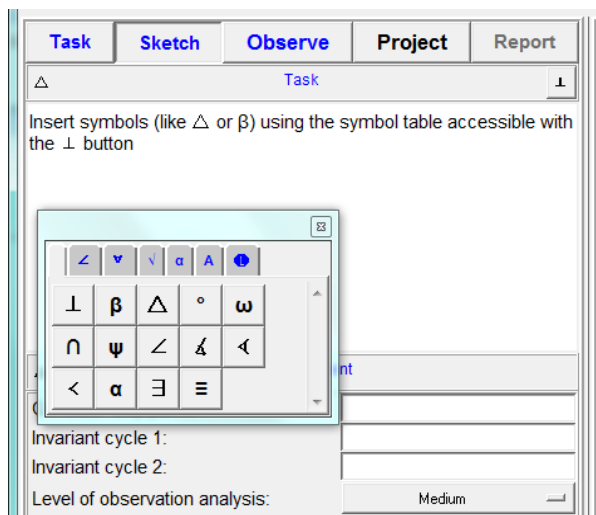 Task Sketch Observe Project Report
△ Task ⊥
Insert symbols (like △ or β) using the symbol table accessible with
the ⊥ button
∠ ∀ √ α A
⊥ β △ ° ω
∩ ψ ∠ ∡ ∢
< α ∃ ≡
nt
Invariant cycle 1:
Invariant cycle 2:
Level of observation analysis: Medium